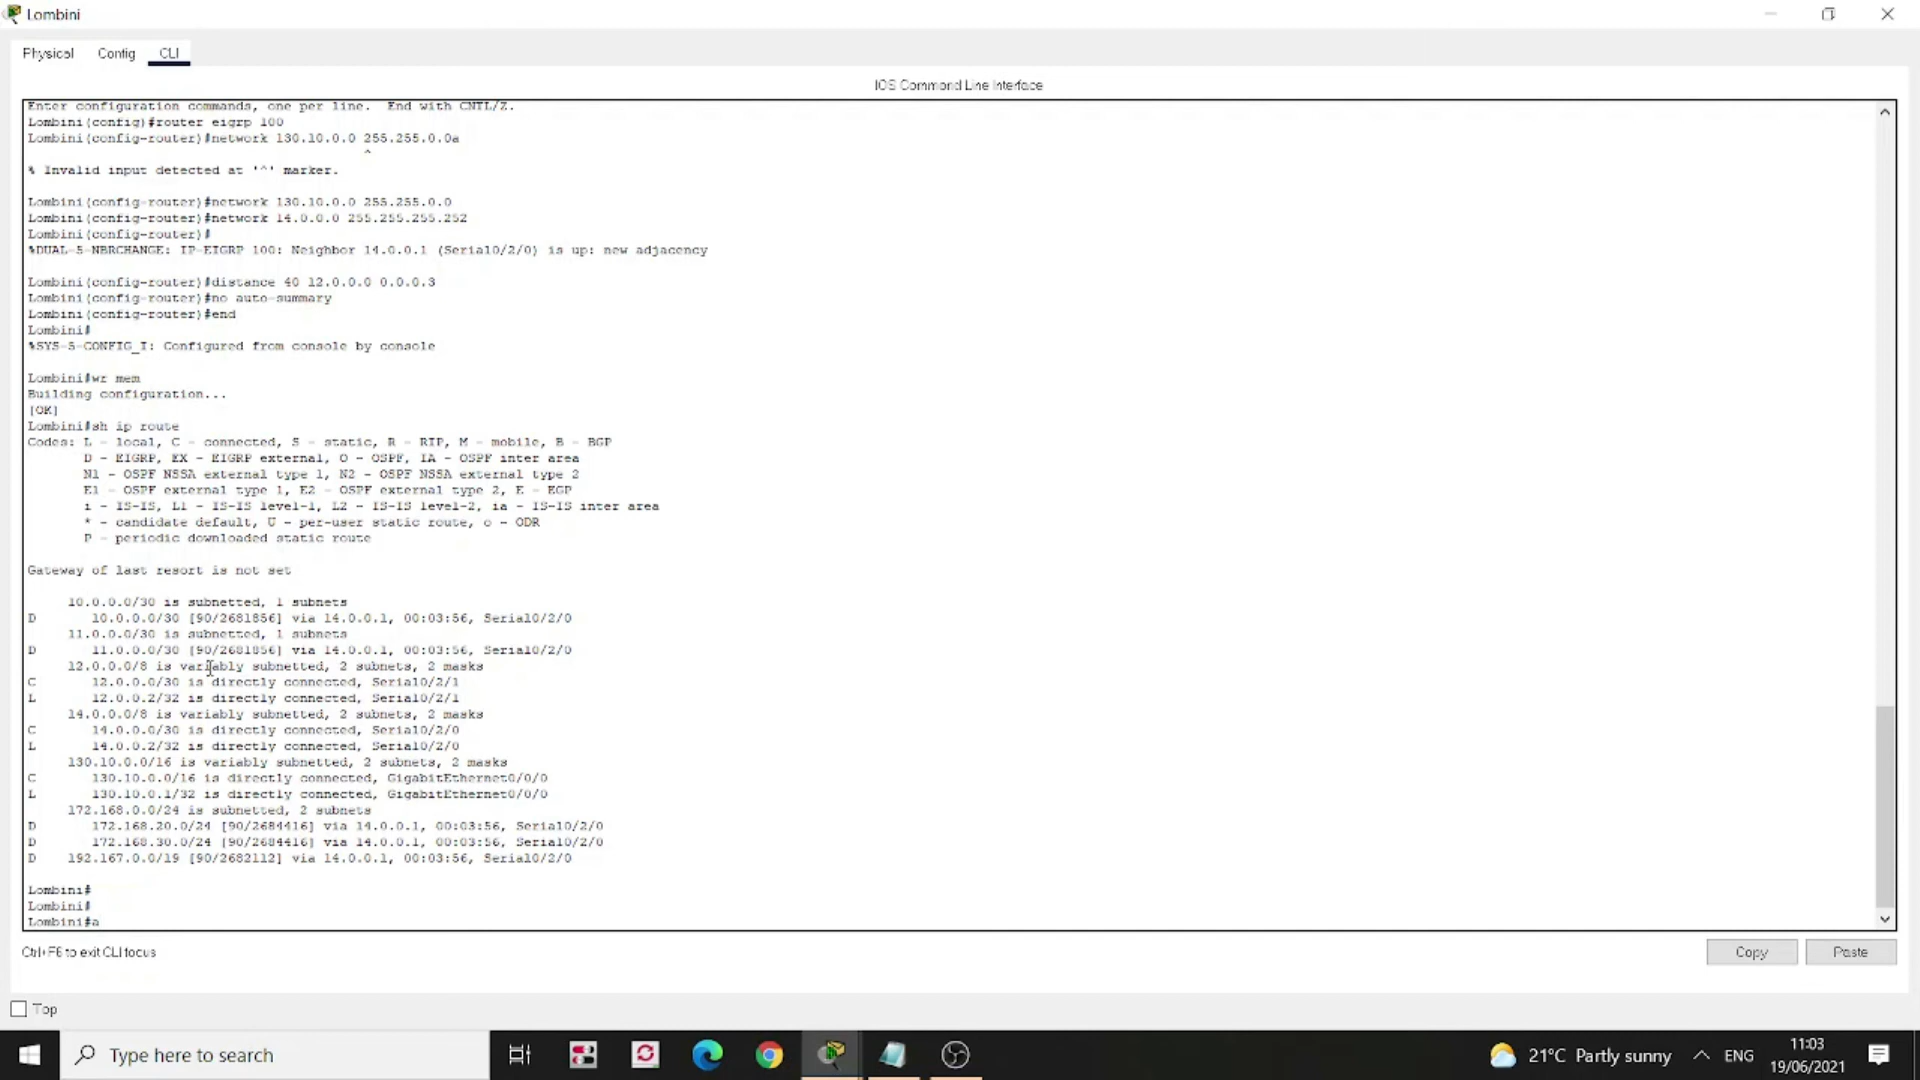 Lombini
Physical Config CLI
IOS Command Line Interface
Enter configuration commands, one per line.  End with CNTL/Z.
Lombini(config)#router eigrp 100
Lombini(config-router)#network 130.10.0.0 255.255.0.0a
^
% Invalid input detected at '^' marker.
Lombini(config-router)#network 130.10.0.0 255.255.0.0
Lombini(config-router)#network 14.0.0.0 255.255.255.252
Lombini(config-router)#
%DUAL-5-NBRCHANGE: IP-EIGRP 100: Neighbor 14.0.0.1 (Serial0/2/0) is up: new adjacency
Lombini(config-router)#distance 40 12.0.0.0 0.0.0.3
Lombini(config-router)#no auto-summary
Lombini(config-router)#end
Lombini#
%SYS-5-CONFIG_I: Configured from console by console
Lombini#wr mem
Building configuration...
[OK]
Lombini#sh ip route
Codes: L - local, C - connected, S - static, R - RIP, M - mobile, B - BGP
D - EIGRP, EX - EIGRP external, O - OSPF, IA - OSPF inter area
N1 - OSPF NSSA external type 1, N2 - OSPF NSSA external type 2
E1 - OSPF external type 1, E2 - OSPF external type 2, E - EGP
i - IS-IS, L1 - IS-IS level-1, L2 - IS-IS level-2, ia - IS-IS inter area
* - candidate default, U - per-user static route, o - ODR
P - periodic downloaded static route
Gateway of last resort is not set
10.0.0.0/30 is subnetted, 1 subnets
D 10.0.0.0/30 [90/2681856] via 14.0.0.1, 00:03:56, Serial0/2/0
11.0.0.0/30 is subnetted, 1 subnets
D 11.0.0.0/30 [90/2681856] via 14.0.0.1, 00:03:56, Serial0/2/0
12.0.0.0/8 is variably subnetted, 2 subnets, 2 masks
C 12.0.0.0/30 is directly connected, Serial0/2/1
L 12.0.0.2/32 is directly connected, Serial0/2/1
14.0.0.0/8 is variably subnetted, 2 subnets, 2 masks
C 14.0.0.0/30 is directly connected, Serial0/2/0
L 14.0.0.2/32 is directly connected, Serial0/2/0
130.10.0.0/16 is variably subnetted, 2 subnets, 2 masks
C 130.10.0.0/16 is directly connected, GigabitEthernet0/0/0
L 130.10.0.1/32 is directly connected, GigabitEthernet0/0/0
172.168.0.0/24 is subnetted, 2 subnets
D 172.168.20.0/24 [90/2684416] via 14.0.0.1, 00:03:56, Serial0/2/0
D 172.168.30.0/24 [90/2684416] via 14.0.0.1, 00:03:56, Serial0/2/0
D 192.167.0.0/19 [90/2682112] via 14.0.0.1, 00:03:56, Serial0/2/0
Lombini#
Lombini#
Lombini#a
Ctrl+F6 to exit CLI focus
Copy Paste
Top
Type here to search
21°C Partly sunny
ENG
11:03
19/06/2021